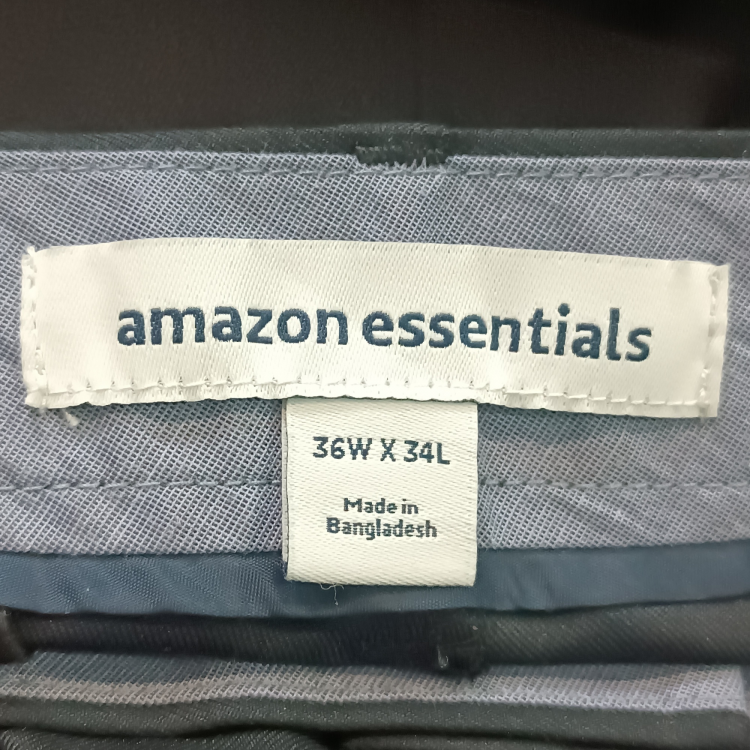 amazon essentials
36W X 34L
Made in
Bangladesh